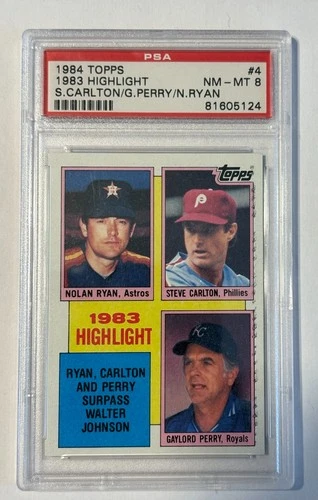 PSA
1984 TOPPS #4
1983 HIGHLIGHT NM-MT 8
S.CARLTON/G.PERRY/N.RYAN
81605124
Topps
NOLAN RYAN, Astros
STEVE CARLTON, Phillies
1983
HIGHLIGHT
RYAN, CARLTON
AND PERRY
SURPASS
WALTER
JOHNSON
GAYLORD PERRY, Royals
P
KC